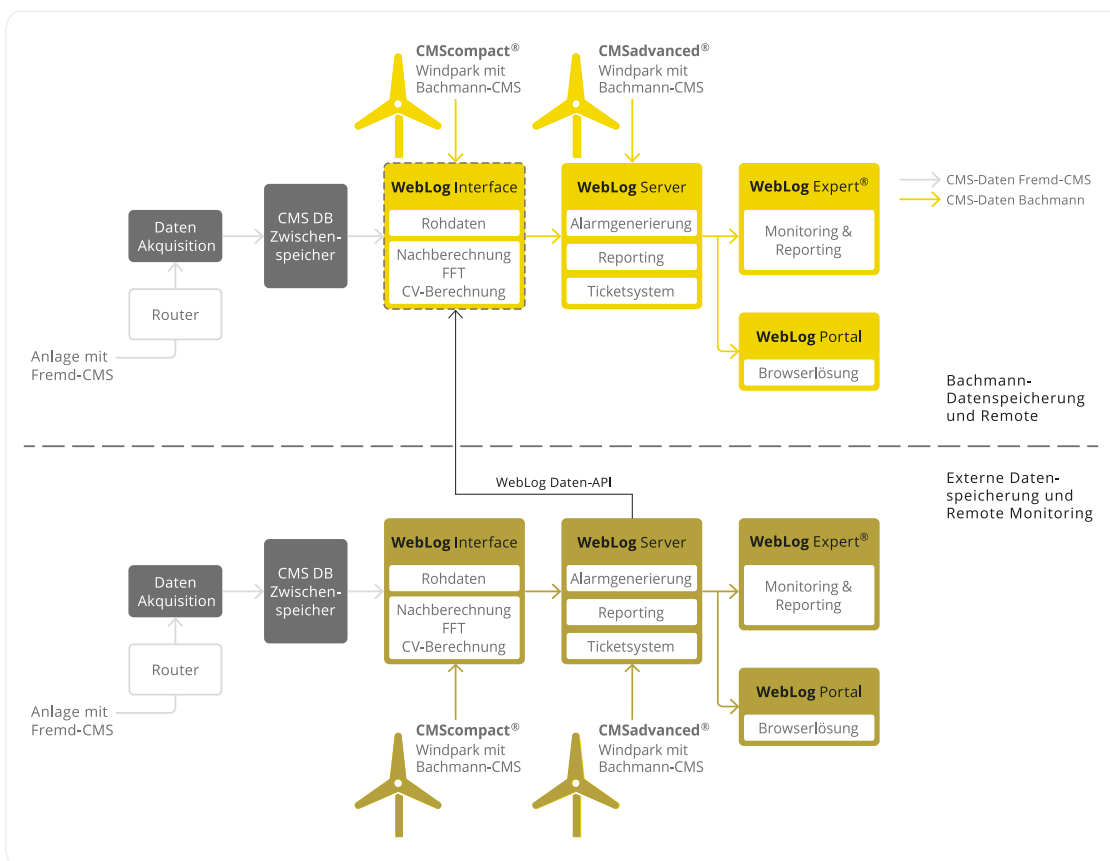 CMScompact®
Windpark mit
Bachmann-CMS
CMSadvanced®
Windpark mit
Bachmann-CMS
WebLog Interface
Rohdaten
Nachberechnung
FFT
CV-Berechnung
WebLog Server
Alarmgenerierung
Reporting
Ticketsystem
WebLog Expert®
Monitoring &
Reporting
CMS-Daten Fremd-CMS
CMS-Daten Bachmann
CMS DB
Zwischen-
speicher
Daten
Akquisition
Router
Anlage mit
Fremd-CMS
WebLog Portal
Browserlösung
Bachmann-
Datenspeicherung
und Remote
WebLog Daten-API
Externe Daten-
speicherung und
Remote Monitoring
WebLog Interface
Rohdaten
Nachberechnung
FFT
CV-Berechnung
WebLog Server
Alarmgenerierung
Reporting
Ticketsystem
WebLog Expert®
Monitoring &
Reporting
CMS DB
Zwischen-
speicher
Daten
Akquisition
Router
Anlage mit
Fremd-CMS
WebLog Portal
Browserlösung
CMScompact®
Windpark mit
Bachmann-CMS
CMSadvanced®
Windpark mit
Bachmann-CMS